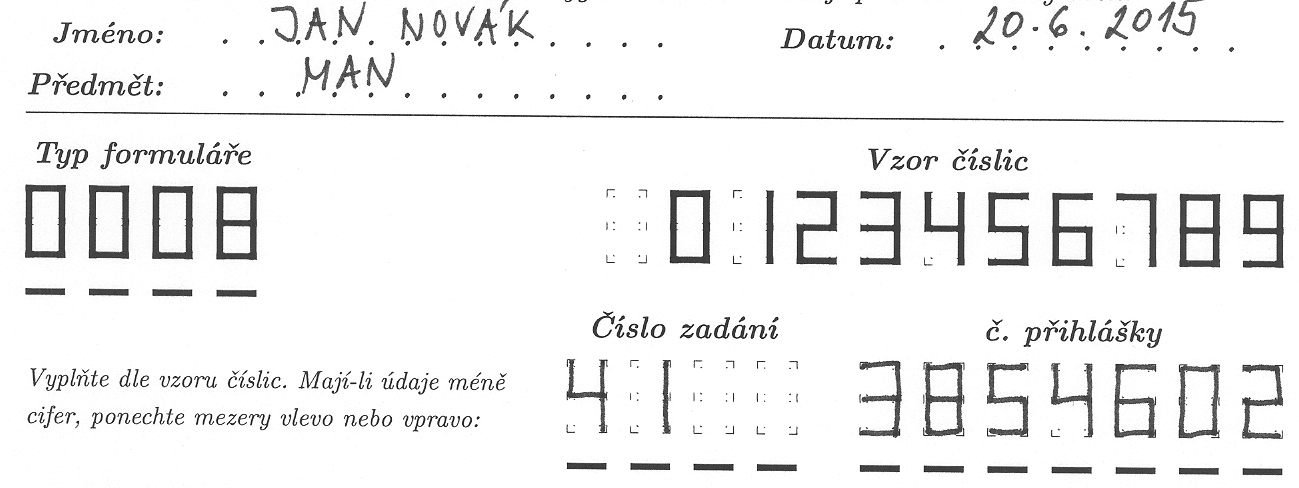 Jméno: JAN NOVÁK Datum: 20.6.2015
Předmět: MAN
Typ formuláře Vzor číslic
0008 0123456789
Číslo zadání č. přihlášky
Vyplňte dle vzoru číslic. Mají-li údaje méně
cifer, ponechte mezery vlevo nebo vpravo:
41 3854602